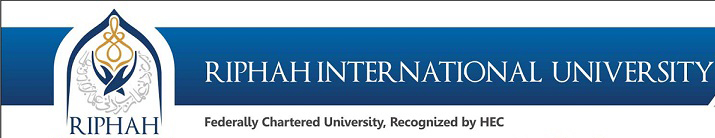 RIPHAH INTERNATIONAL UNIVERSITY
RIPHAH
Federally Chartered University, Recognized by HEC